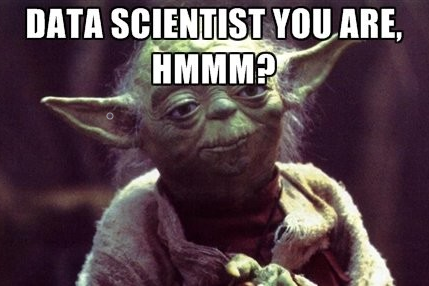 DATA SCIENTIST YOU ARE,
HMMM?